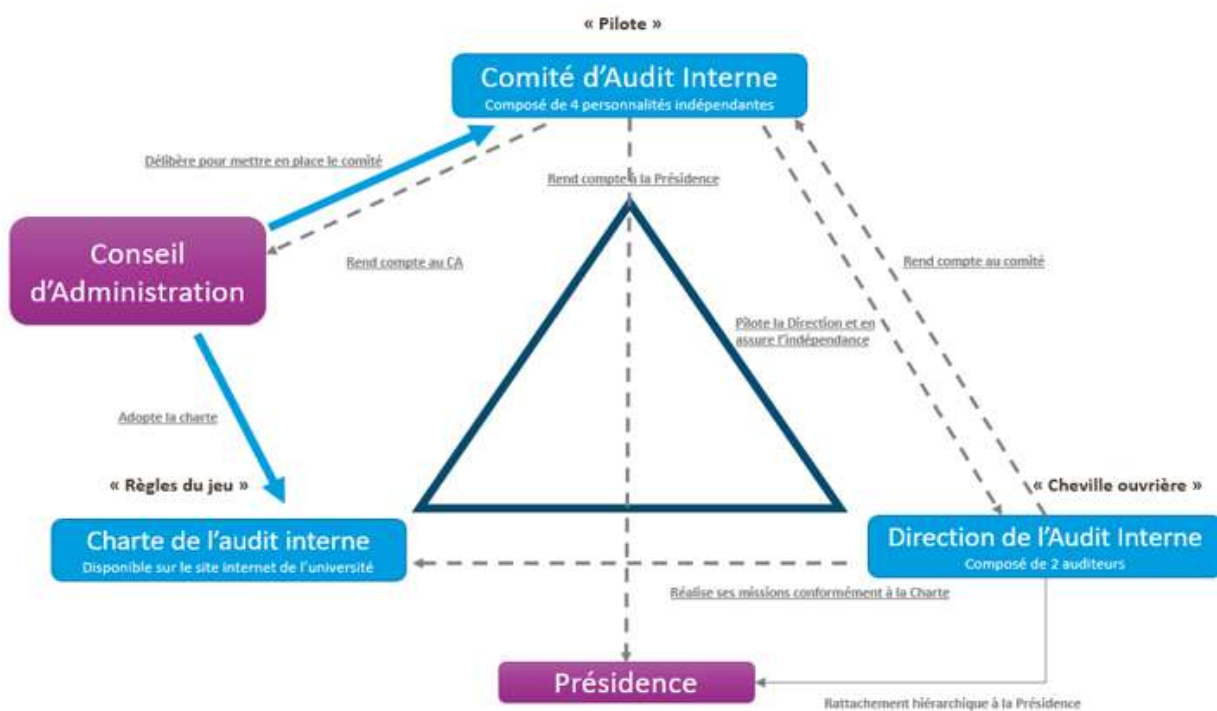 « Pilote »
Comité d'Audit Interne
Composé de 4 personnalités indépendantes
Délibère pour mettre en place le comité
Rend compte à la Présidence
Conseil
d'Administration
Rend compte au CA
Rend compte au comité
Pilote la Direction et en
assure l'indépendance
Adopte la charte
« Règles du jeu »
« Cheville ouvrière »
Charte de l'audit interne
Disponible sur le site internet de l'université
Direction de l'Audit Interne
Composé de 2 auditeurs
Réalise ses missions conformément à la Charte
Présidence
Rattachement hiérarchique à la Présidence